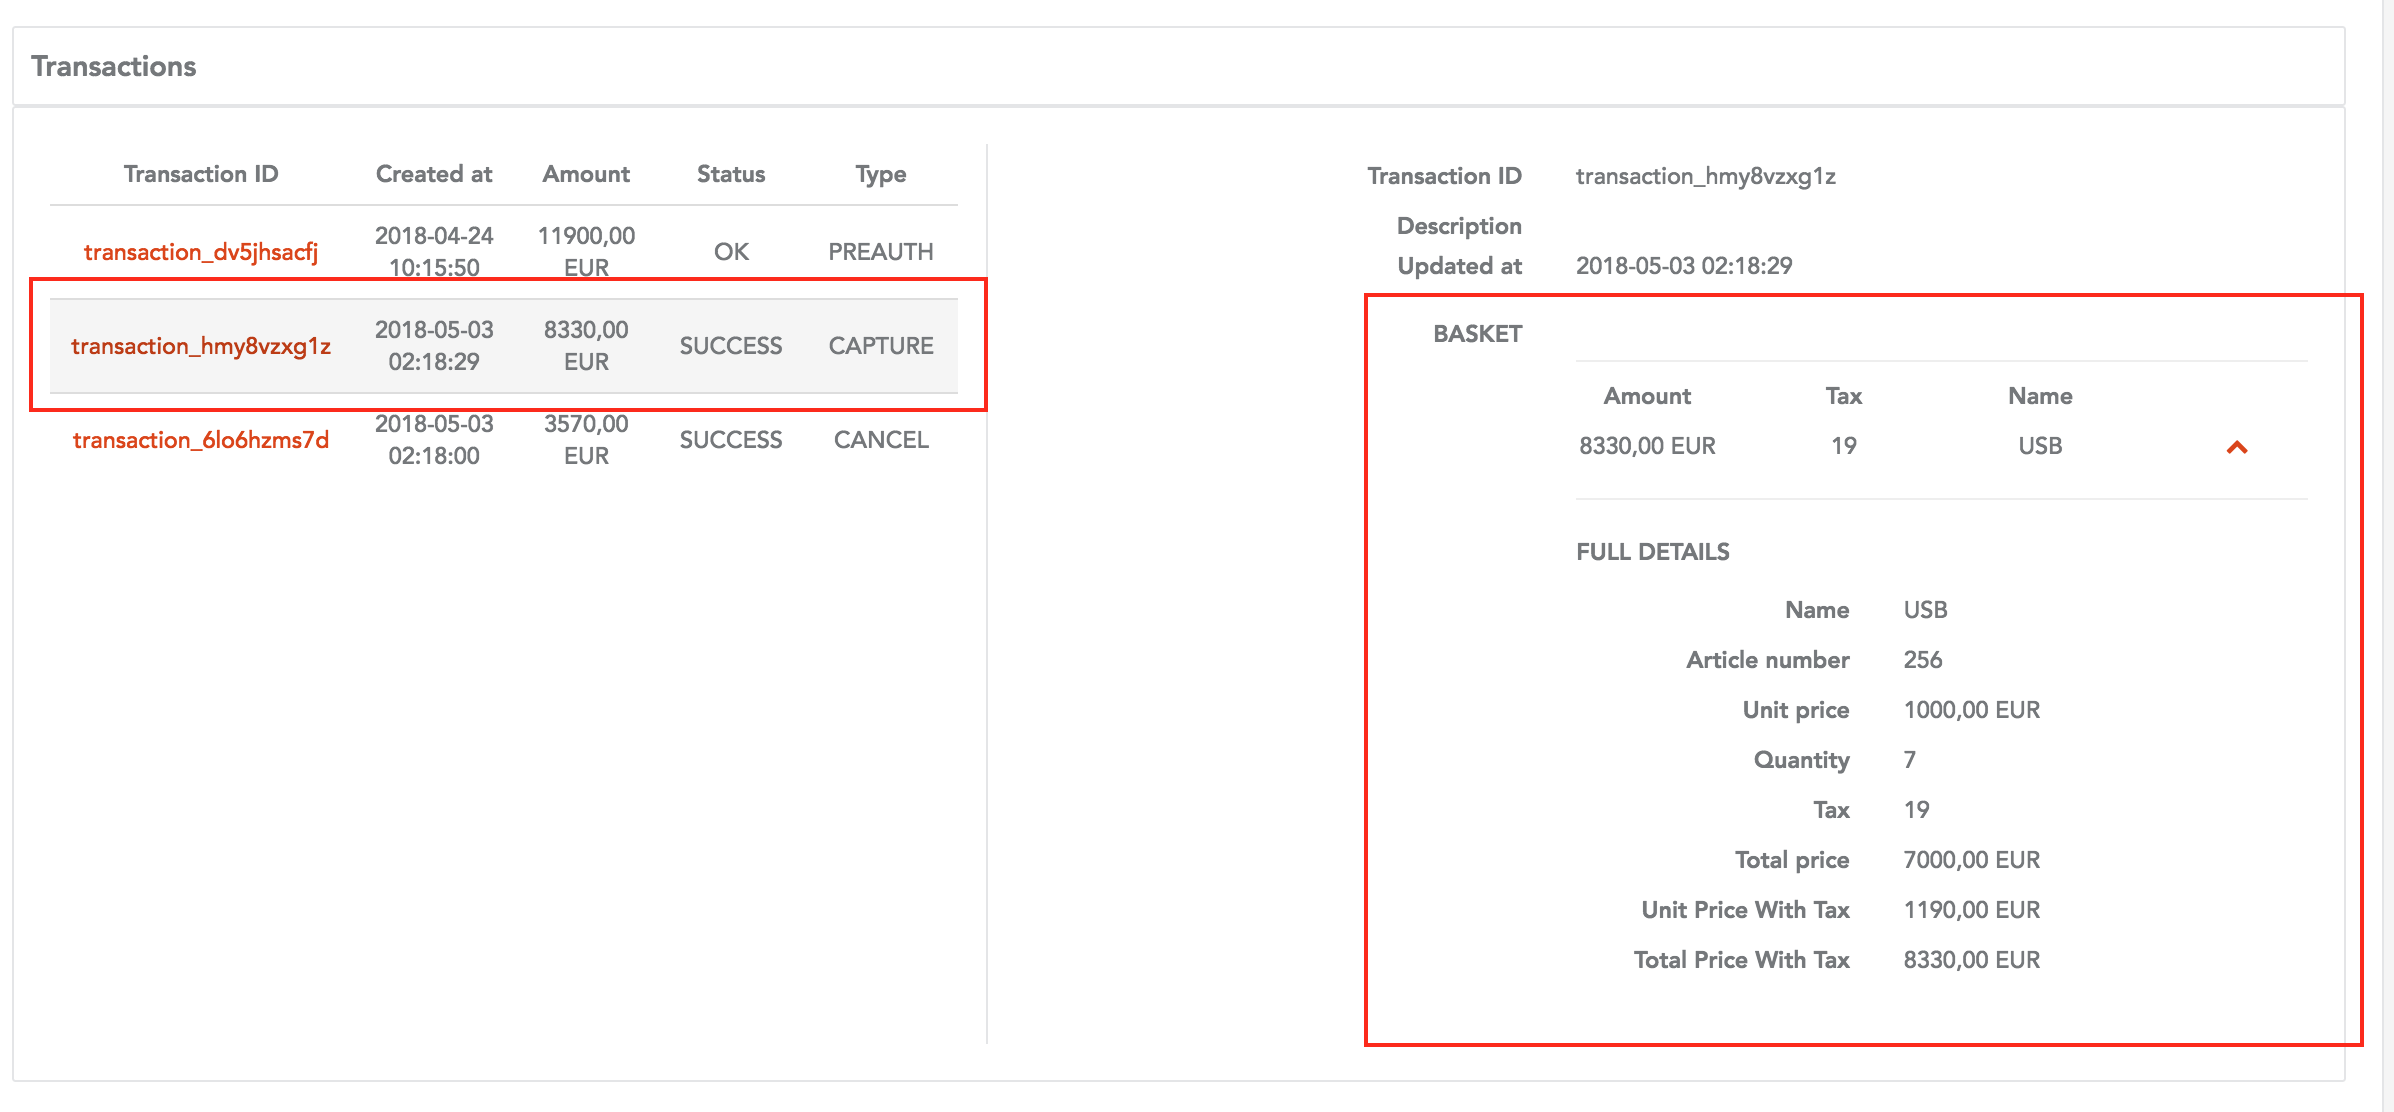 Transactions
Transaction ID Created at Amount Status Type
transaction_dv5jhsacfj 2018-04-24 10:15:50 11900,00 EUR OK PREAUTH
transaction_hmy8vzxg1z 2018-05-03 02:18:29 8330,00 EUR SUCCESS CAPTURE
transaction_6lo6hzms7d 2018-05-03 02:18:00 3570,00 EUR SUCCESS CANCEL
Transaction ID transaction_hmy8vzxg1z
Description
Updated at 2018-05-03 02:18:29
BASKET
Amount Tax Name
8330,00 EUR 19 USB
FULL DETAILS
Name USB
Article number 256
Unit price 1000,00 EUR
Quantity 7
Tax 19
Total price 7000,00 EUR
Unit Price With Tax 1190,00 EUR
Total Price With Tax 8330,00 EUR